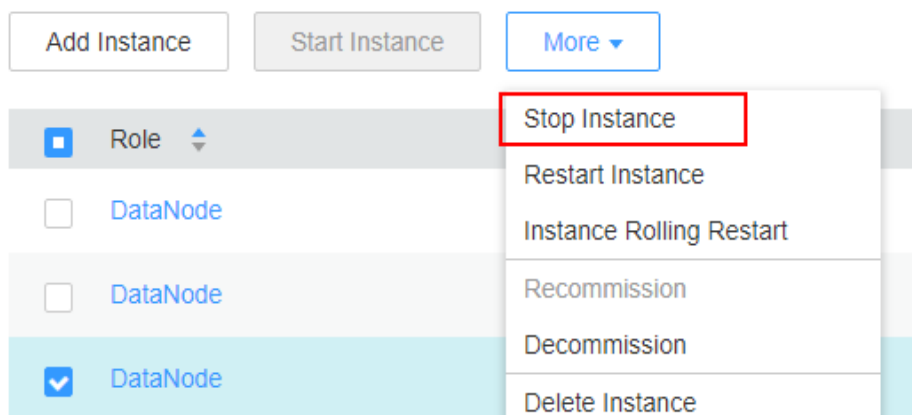 Add Instance
Start Instance
More
Stop Instance
Role
Restart Instance
DataNode
Instance Rolling Restart
DataNode
Recommission
Decommission
DataNode
Delete Instance